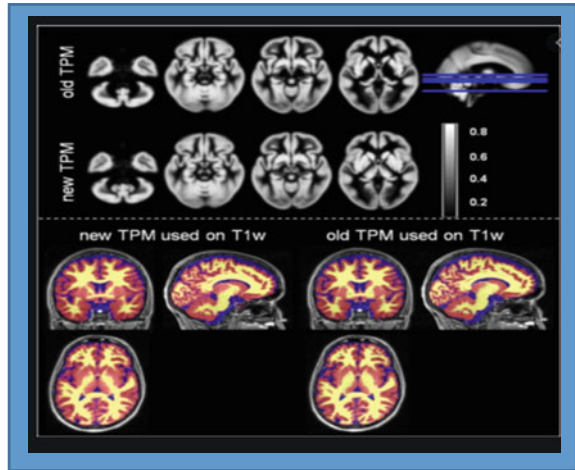 old TPM
0.8
0.6
0.4
0.2
new TPM
new TPM used on T1w
old TPM used on T1w